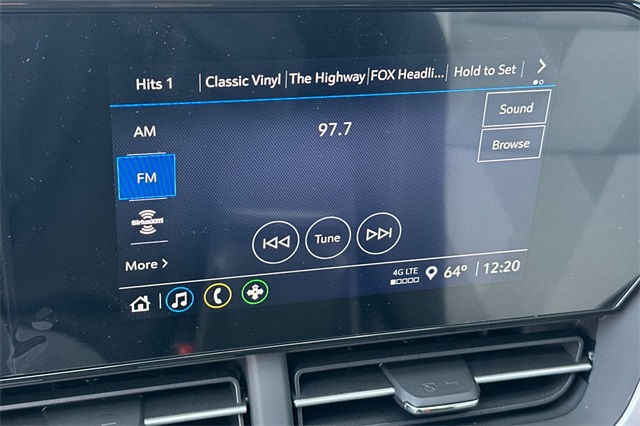 Hits 1 Classic Vinyl The Highway FOX Headli... Hold to Set
AM 97.7 Sound
Browse
FM
SiriusXM
Tune
More
4G LTE 64° 12:20